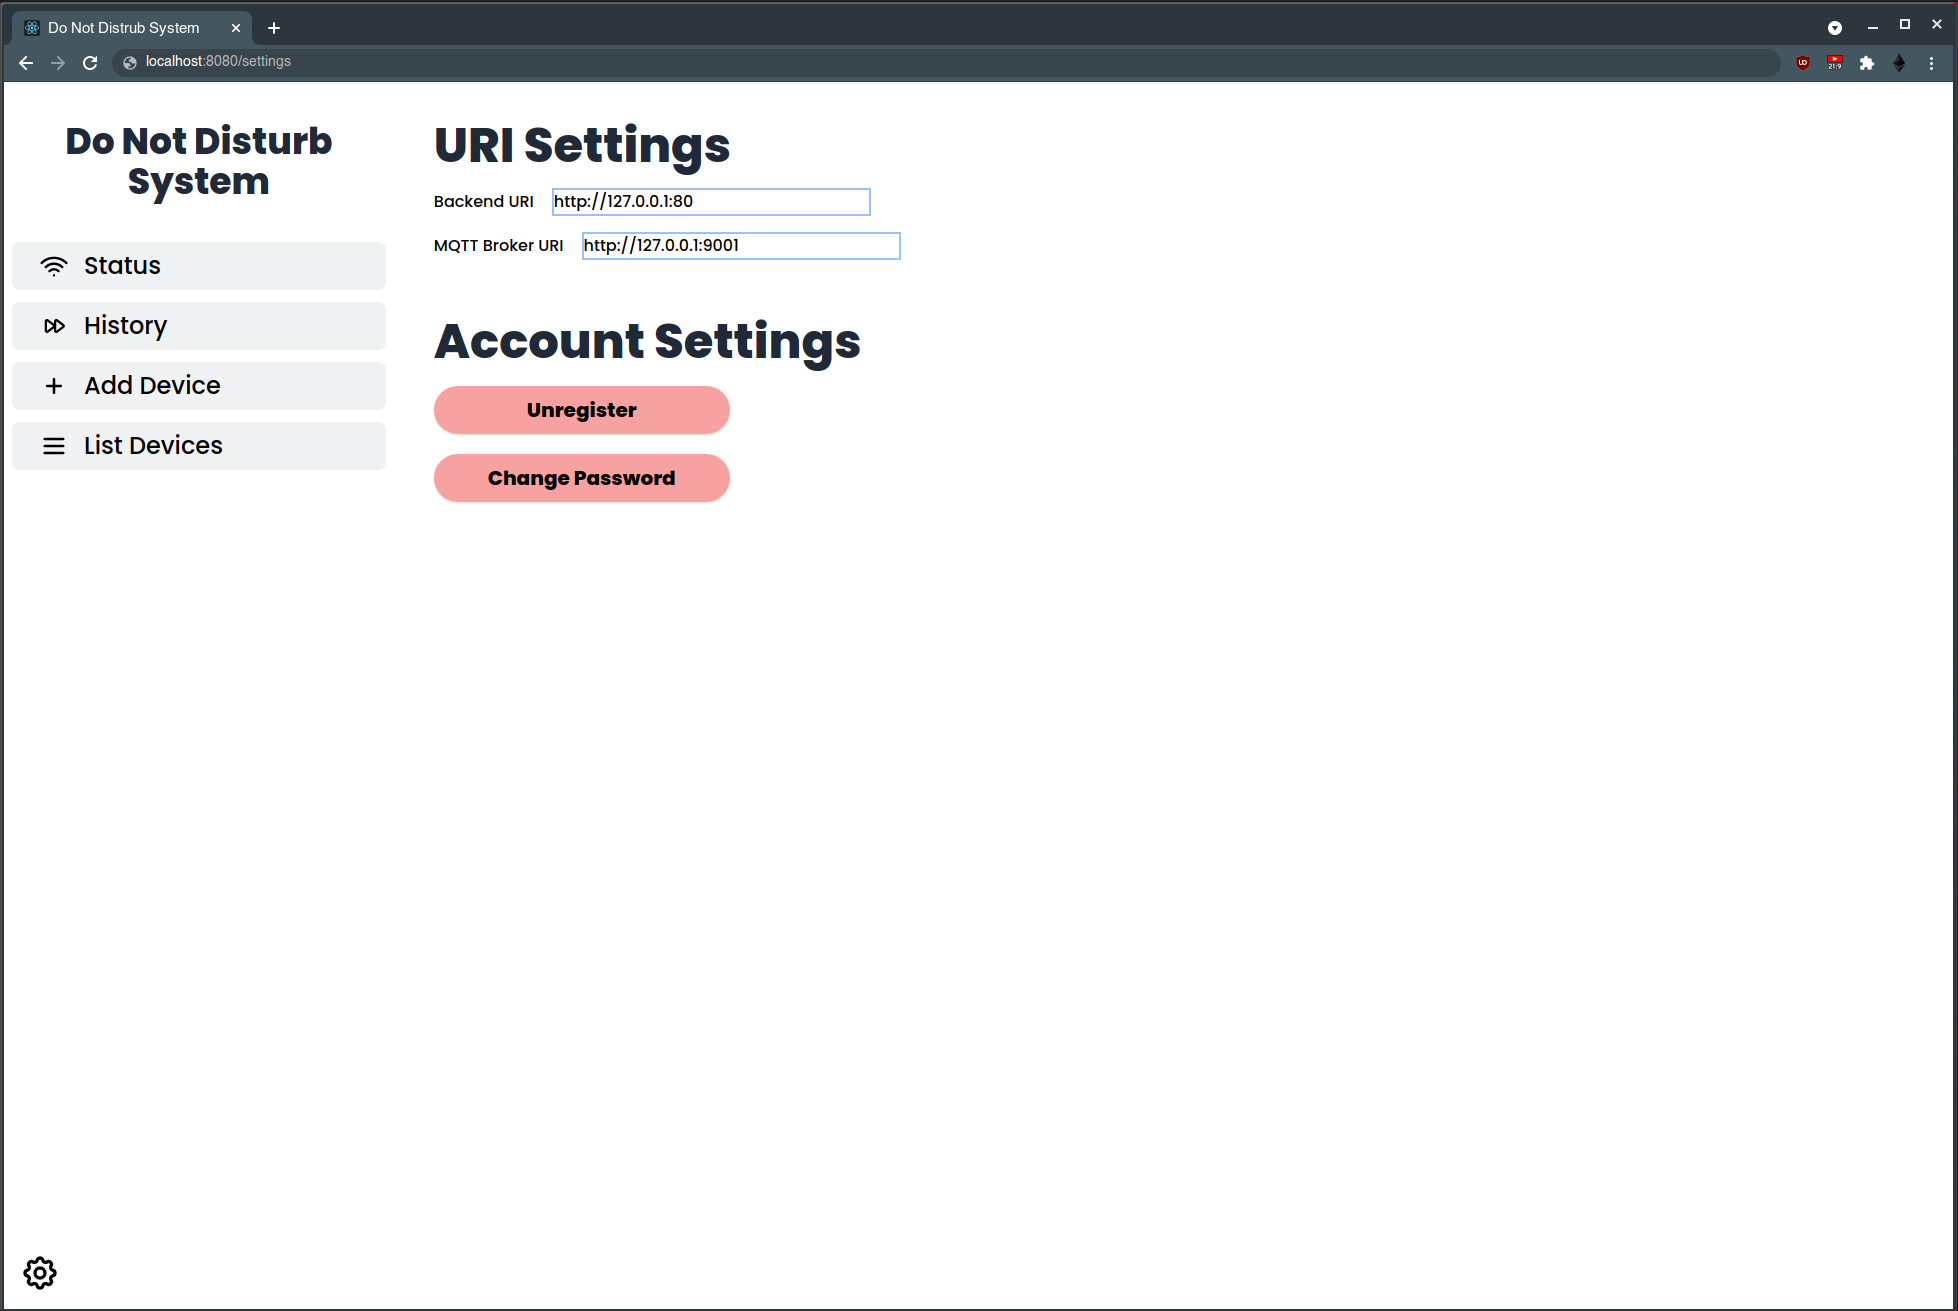 Do Not Distrub System
localhost:8080/settings
21:9
Do Not Disturb
System
Status
History
Add Device
List Devices
URI Settings
Backend URI http://127.0.0.1:80
MQTT Broker URI http://127.0.0.1:9001
Account Settings
Unregister
Change Password